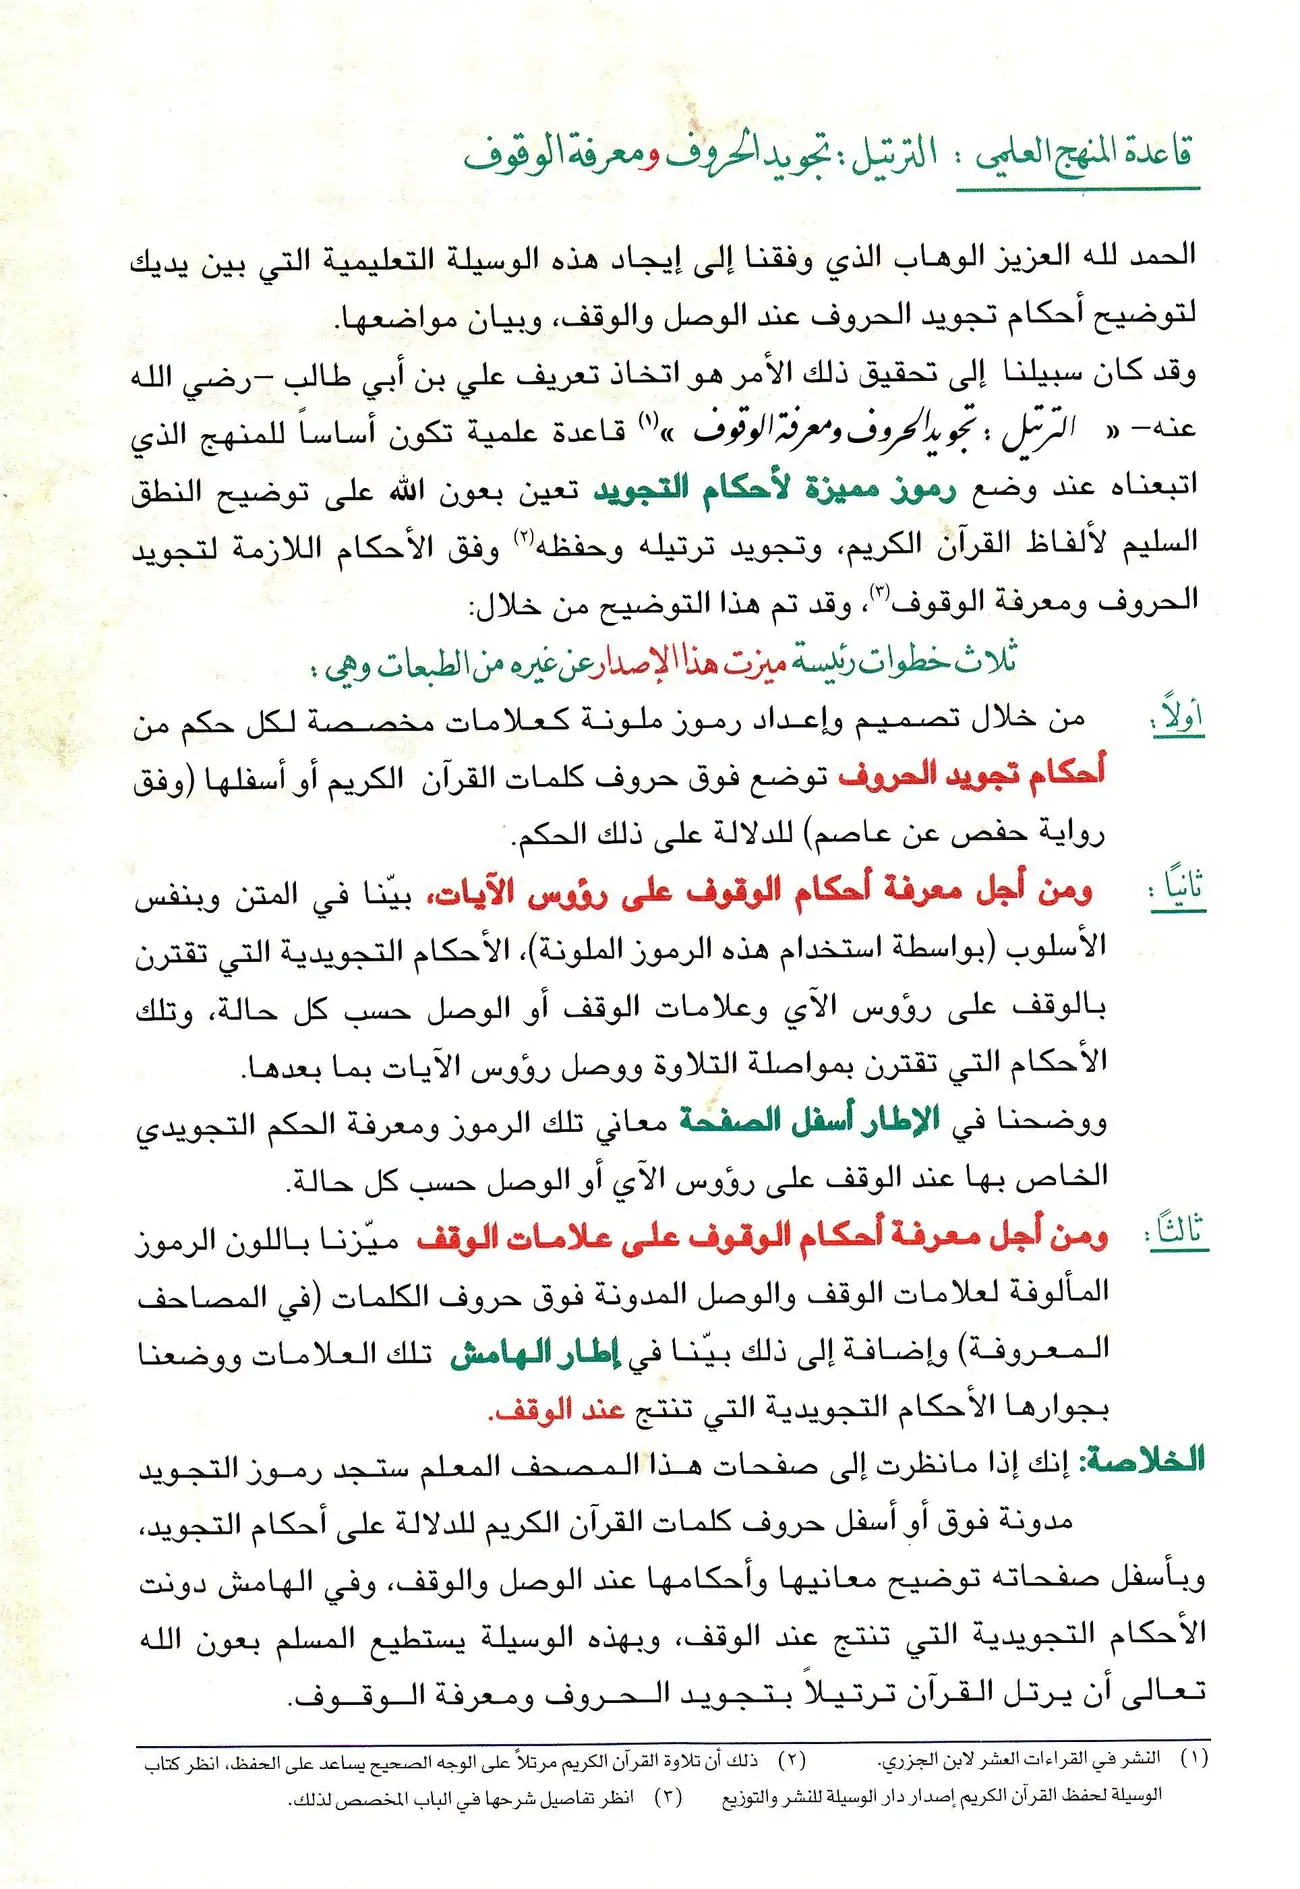 قاعدة المنهج العلمي : الترتيل : تجويد الحروف ومعرفة الوقوف
الحمد لله العزيز الوهاب الذي وفقنا إلى إيجاد هذه الوسيلة التعليمية التي بين يديك
لتوضيح أحكام تجويد الحروف عند الوصل والوقف، وبيان مواضعها.
وقد كان سبيلنا إلى تحقيق ذلك الأمر هو اتخاذ تعريف علي بن أبي طالب –رضي الله
عنه– « الترتيل : تجويد الحروف ومعرفة الوقوف »(١) قاعدة علمية تكون أساساً للمنهج الذي
اتبعناه عند وضع رموز مميزة لأحكام التجويد تعين بعون الله على توضيح النطق
السليم لألفاظ القرآن الكريم، وتجويد ترتيله وحفظه(٢) وفق الأحكام اللازمة لتجويد
الحروف ومعرفة الوقوف(٣)، وقد تم هذا التوضيح من خلال:
ثلاث خطوات رئيسة ميزت هذا الإصدار عن غيره من الطبعات وهي :
أولاً : من خلال تصميم وإعداد رموز ملونة كعلامات مخصصة لكل حكم من
أحكام تجويد الحروف توضع فوق حروف كلمات القرآن الكريم أو أسفلها (وفق
رواية حفص عن عاصم) للدلالة على ذلك الحكم.
ثانياً : ومن أجل معرفة أحكام الوقوف على رؤوس الآيات، بيّنا في المتن وبنفس
الأسلوب (بواسطة استخدام هذه الرموز الملونة)، الأحكام التجويدية التي تقترن
بالوقف على رؤوس الآي وعلامات الوقف أو الوصل حسب كل حالة، وتلك
الأحكام التي تقترن بمواصلة التلاوة ووصل رؤوس الآيات بما بعدها.
ووضحنا في الإطار أسفل الصفحة معاني تلك الرموز ومعرفة الحكم التجويدي
الخاص بها عند الوقف على رؤوس الآي أو الوصل حسب كل حالة.
ثالثاً : ومن أجل معرفة أحكام الوقوف على علامات الوقف ميّزنا باللون الرموز
المألوفة لعلامات الوقف والوصل المدونة فوق حروف الكلمات (في المصاحف
المعروفة) وإضافة إلى ذلك بيّنا في إطار الهامش تلك العلامات ووضعنا
بجوارها الأحكام التجويدية التي تنتج عند الوقف.
الخلاصة: إنك إذا مانظرت إلى صفحات هذا المصحف المعلم ستجد رموز التجويد
مدونة فوق أو أسفل حروف كلمات القرآن الكريم للدلالة على أحكام التجويد،
وبأسفل صفحاته توضيح معانيها وأحكامها عند الوصل والوقف، وفي الهامش دونت
الأحكام التجويدية التي تنتج عند الوقف، وبهذه الوسيلة يستطيع المسلم بعون الله
تعالى أن يرتل القرآن ترتيلاً بتجويد الحروف ومعرفة الوقوف.
(١) النشر في القراءات العشر لابن الجزري. (٢) ذلك أن تلاوة القرآن الكريم مرتلاً على الوجه الصحيح يساعد على الحفظ، انظر كتاب
الوسيلة لحفظ القرآن الكريم إصدار دار الوسيلة للنشر والتوزيع (٣) انظر تفاصيل شرحها في الباب المخصص لذلك.